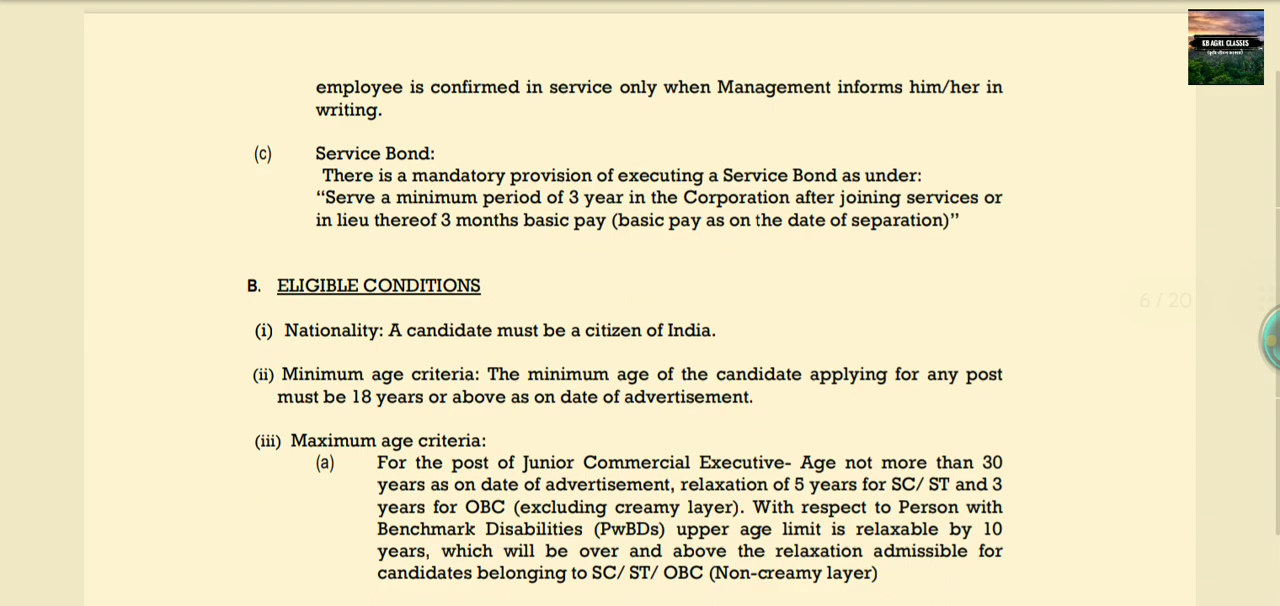 KB AGRI CLASSES
employee is confirmed in service only when Management informs him/her in
writing.
(c) Service Bond:
There is a mandatory provision of executing a Service Bond as under:
“Serve a minimum period of 3 year in the Corporation after joining services or
in lieu thereof 3 months basic pay (basic pay as on the date of separation)”
B. ELIGIBLE CONDITIONS
6 / 20
(i) Nationality: A candidate must be a citizen of India.
(ii) Minimum age criteria: The minimum age of the candidate applying for any post
must be 18 years or above as on date of advertisement.
(iii) Maximum age criteria:
(a) For the post of Junior Commercial Executive- Age not more than 30
years as on date of advertisement, relaxation of 5 years for SC/ ST and 3
years for OBC (excluding creamy layer). With respect to Person with
Benchmark Disabilities (PwBDs) upper age limit is relaxable by 10
years, which will be over and above the relaxation admissible for
candidates belonging to SC/ ST/ OBC (Non-creamy layer)